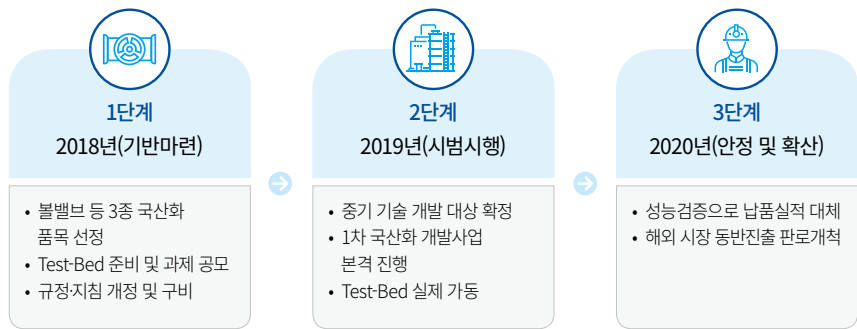 1단계
2018년(기반마련)
• 볼밸브 등 3종 국산화
품목 선정
• Test-Bed 준비 및 과제 공모
• 규정·지침 개정 및 구비
2단계
2019년(시범시행)
• 중기 기술 개발 대상 확정
• 1차 국산화 개발사업
본격 진행
• Test-Bed 실제 가동
3단계
2020년(안정 및 확산)
• 성능검증으로 납품실적 대체
• 해외 시장 동반진출 판로개척